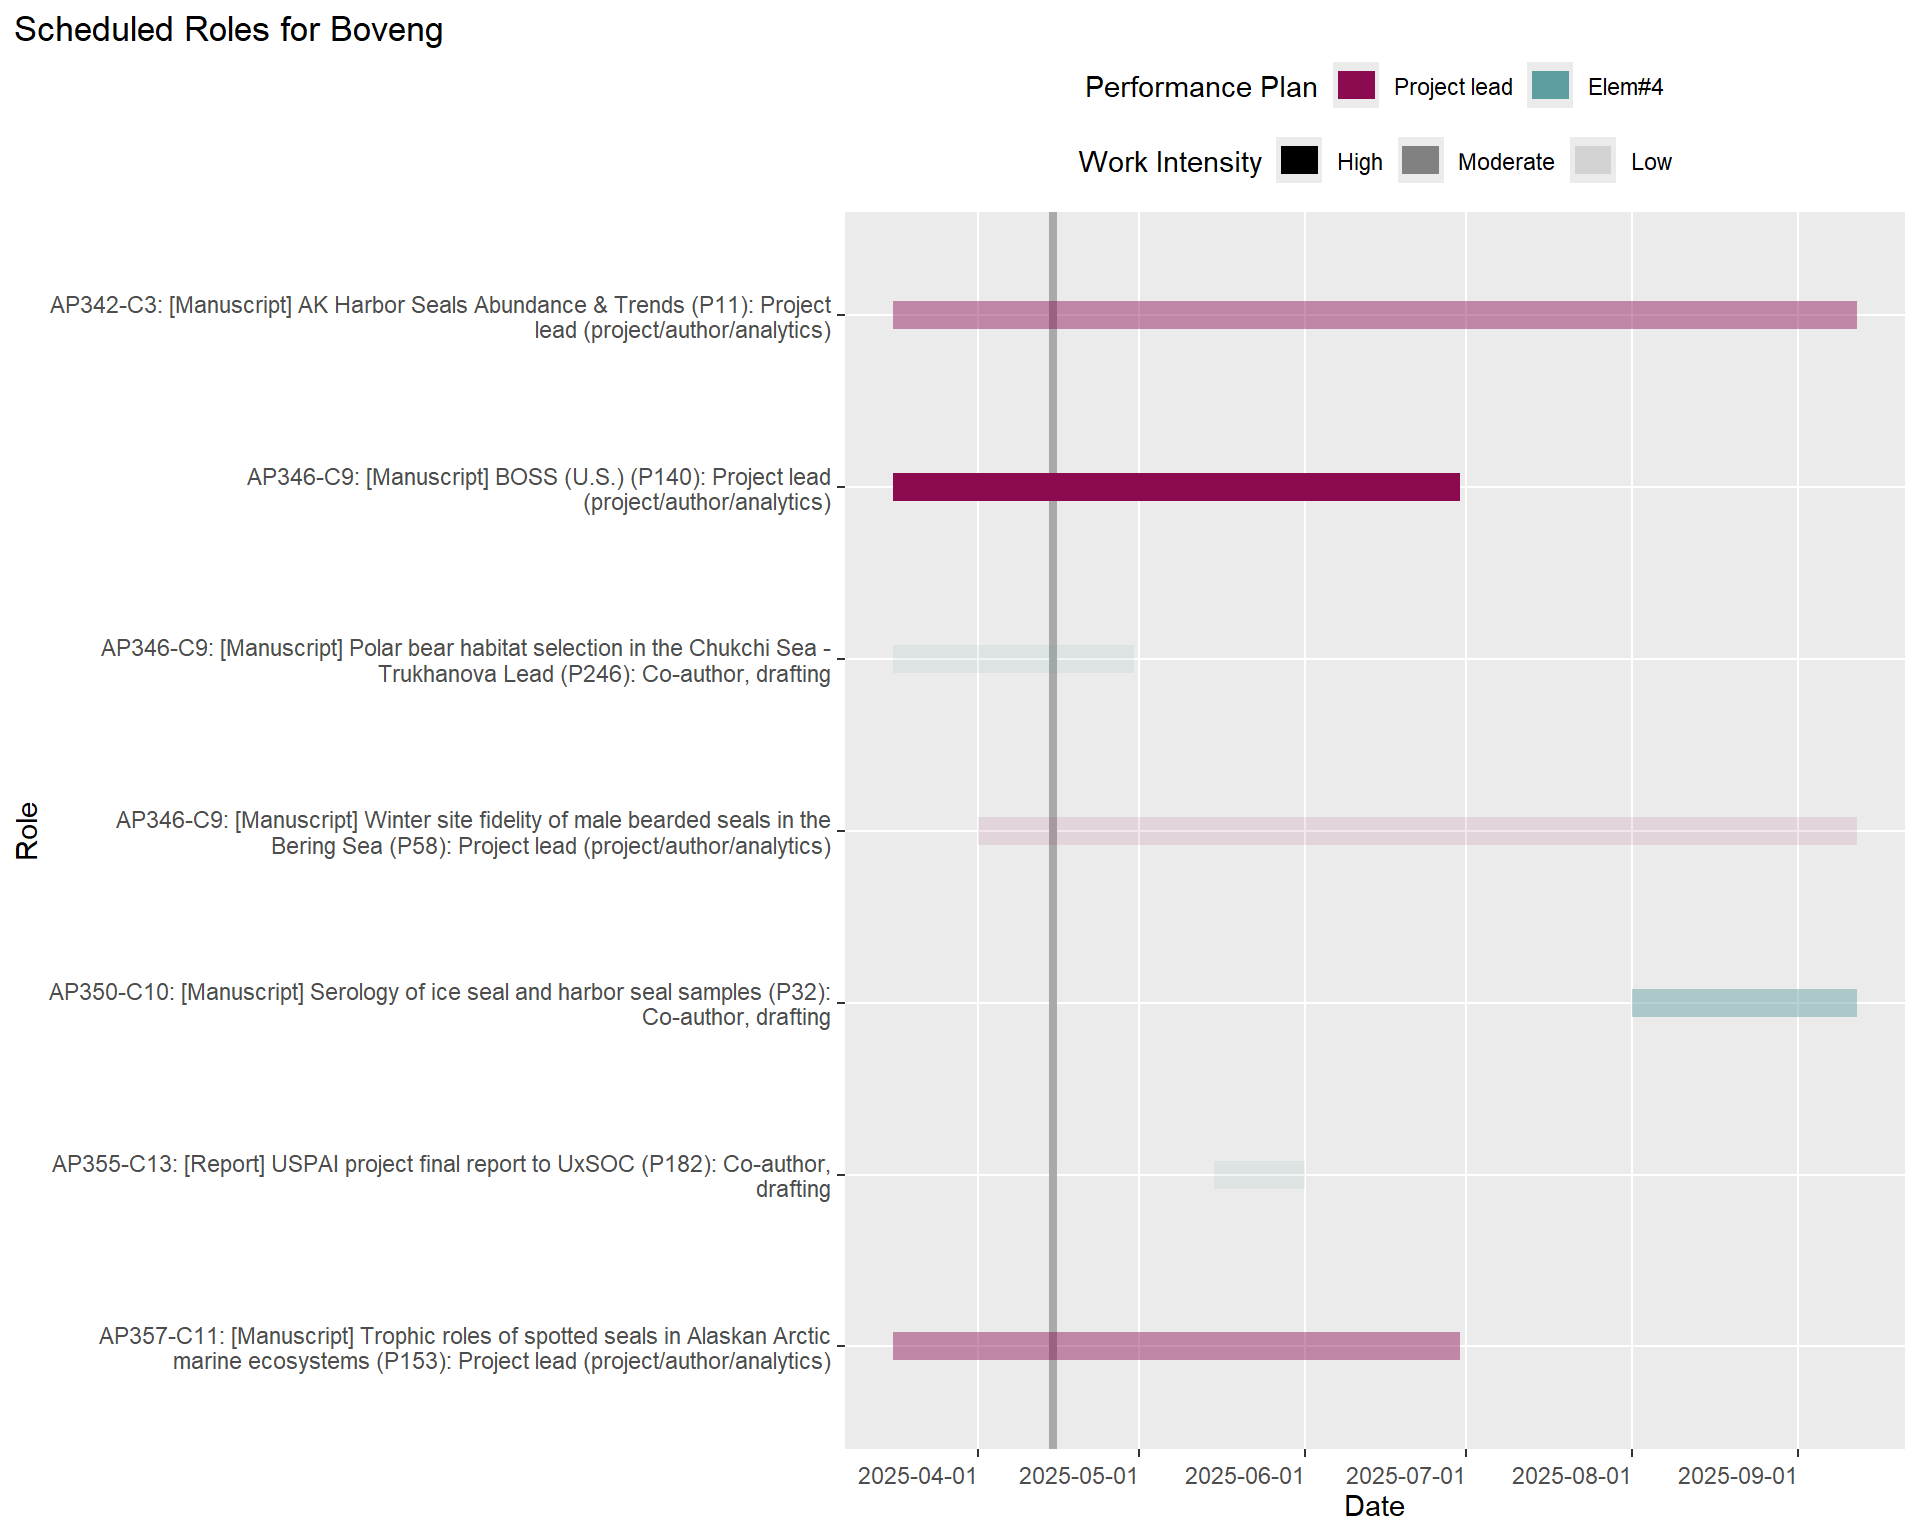 Scheduled Roles for Boveng
Performance Plan Project lead Elem#4
Work Intensity High Moderate Low
AP342-C3: [Manuscript] AK Harbor Seals Abundance & Trends (P11): Project
lead (project/author/analytics)
AP346-C9: [Manuscript] BOSS (U.S.) (P140): Project lead
(project/author/analytics)
AP346-C9: [Manuscript] Polar bear habitat selection in the Chukchi Sea -
Trukhanova Lead (P246): Co-author, drafting
AP346-C9: [Manuscript] Winter site fidelity of male bearded seals in the
Bering Sea (P58): Project lead (project/author/analytics)
AP350-C10: [Manuscript] Serology of ice seal and harbor seal samples (P32):
Co-author, drafting
AP355-C13: [Report] USPAI project final report to UxSOC (P182): Co-author,
drafting
AP357-C11: [Manuscript] Trophic roles of spotted seals in Alaskan Arctic
marine ecosystems (P153): Project lead (project/author/analytics)
Role
2025-04-01 2025-05-01 2025-06-01 2025-07-01 2025-08-01 2025-09-01
Date